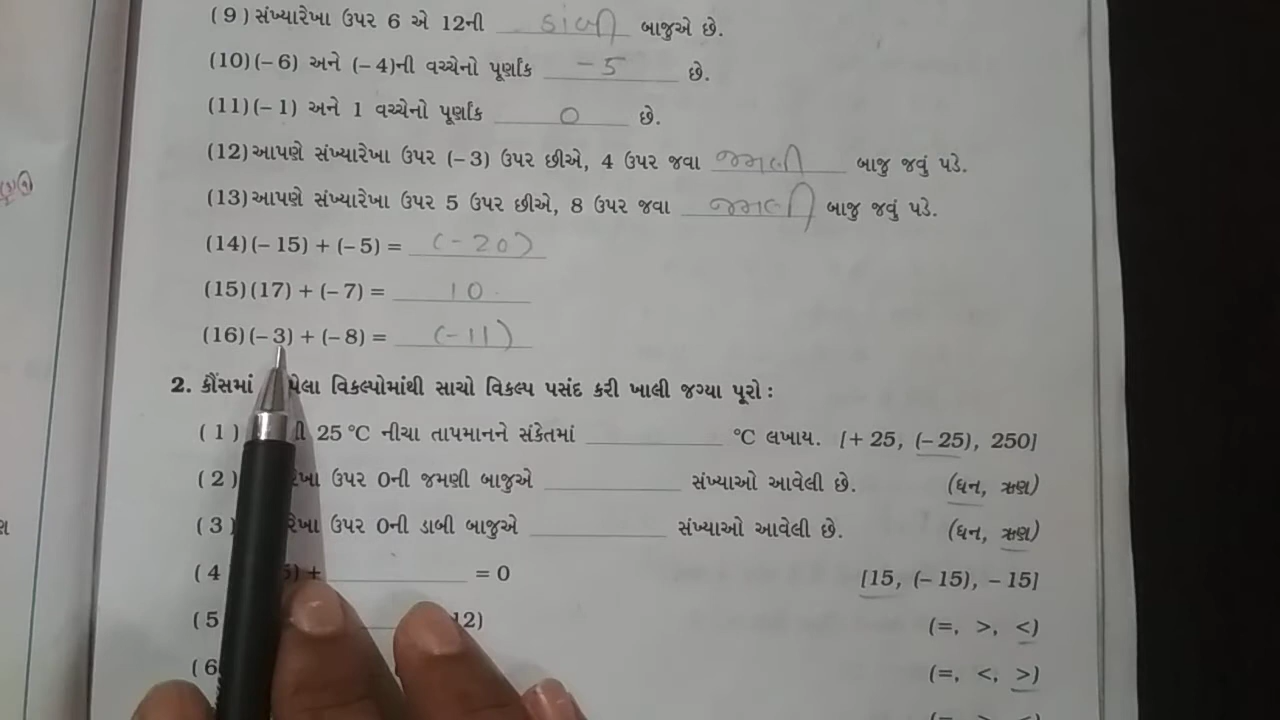 ( 9 ) સંખ્યારેખા ઉપર 6 એ 12ની ડાબી બાજુએ છે.
(10) (– 6) અને (– 4)ની વચ્ચેનો પૂર્ણાંક -5 છે.
(11) (– 1) અને 1 વચ્ચેનો પૂર્ણાંક 0 છે.
(12) આપણે સંખ્યારેખા ઉપર (– 3) ઉપર છીએ, 4 ઉપર જવા જમણી બાજુ જવું પડે.
(13) આપણે સંખ્યારેખા ઉપર 5 ઉપર છીએ, 8 ઉપર જવા જમણી બાજુ જવું પડે.
(14) (– 15) + (– 5) = (-20)
(15) (17) + (– 7) = 10
(16) (– 3) + (– 8) = (-11)
2. કૌંસમાં વિકલ્પોમાંથી સાચો વિકલ્પ પસંદ કરી ખાલી જગ્યા પૂરો :
( 1 ) 25 °C નીચા તાપમાનને સંકેતમાં ________ °C લખાય. [+ 25, (– 25), 250]
( 2 ) ઉપર 0ની જમણી બાજુએ ________ સંખ્યાઓ આવેલી છે. (ધન, ઋણ)
( 3 ) ઉપર 0ની ડાબી બાજુએ ________ સંખ્યાઓ આવેલી છે. (ધન, ઋણ)
( 4 + ________ = 0 [15, (– 15), – 15]
( 5 12) (=, >, <)
( 6 (=, <, >)